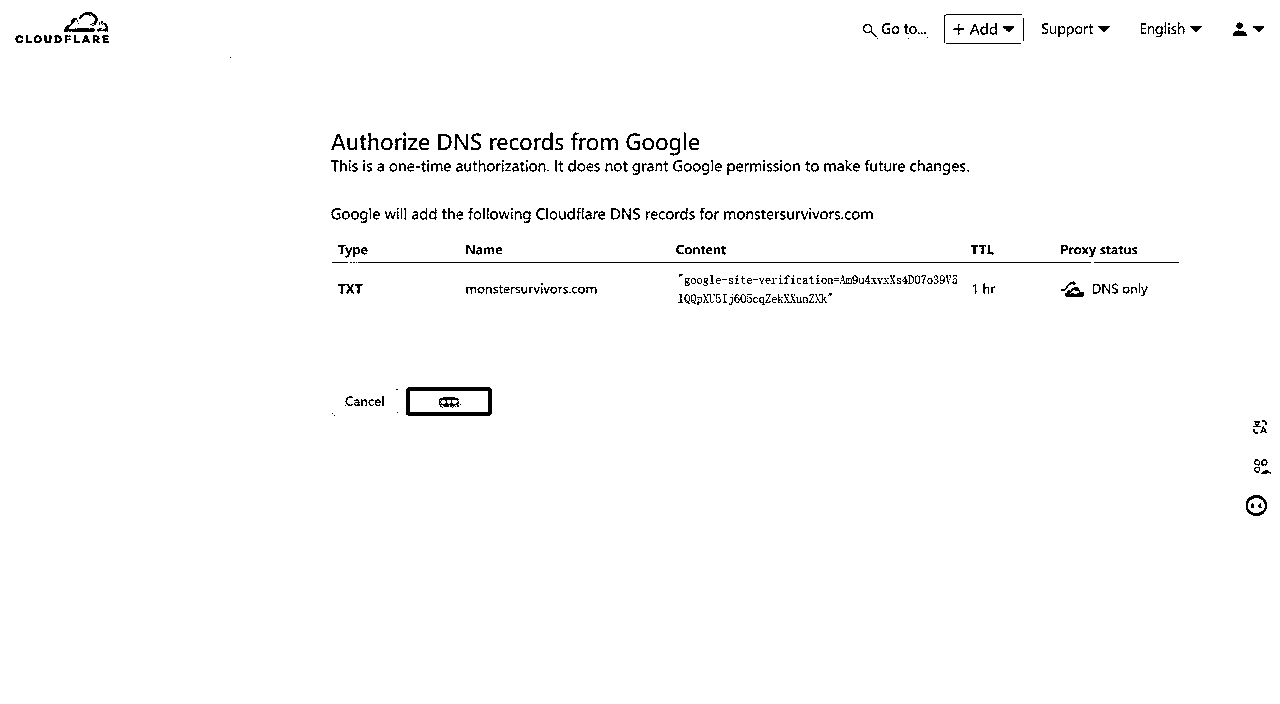 CLOUDFLARE
Go to...
+ Add
Support
English
Authorize DNS records from Google
This is a one-time authorization. It does not grant Google permission to make future changes.
Google will add the following Cloudflare DNS records for monstersurvivors.com
Type Name Content TTL Proxy status
TXT monstersurvivors.com "google-site-verification=Am9u4xvxXs4DO7o39V5 1 hr DNS only
lQQpXU5Ij605cqZekXXunZXk"
Cancel